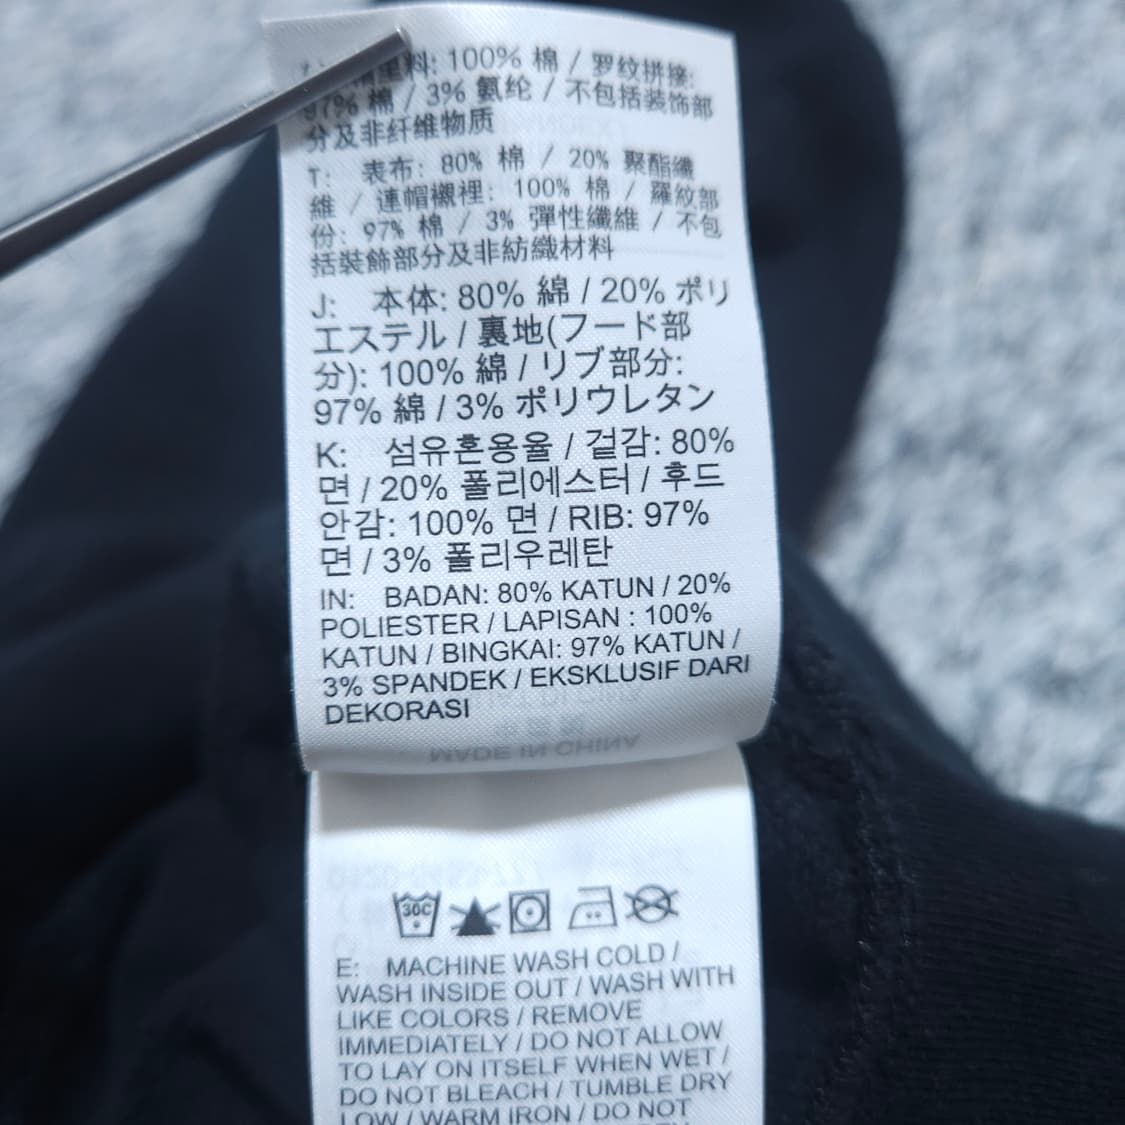 料: 100% 棉 / 罗纹拼接:
97% 棉 / 3% 氨纶 / 不包括装饰部
分及非纤维物质
T: 表布: 80% 棉 / 20% 聚酯纖
維 / 連帽襯裡: 100% 棉 / 羅紋部
份: 97% 棉 / 3% 彈性纖維 / 不包
括裝飾部分及非紡織材料
J: 本体: 80% 綿 / 20% ポリ
エステル / 裏地(フード部
分): 100% 綿 / リブ部分:
97% 綿 / 3% ポリウレタン
K: 섬유혼용율 / 겉감: 80%
면 / 20% 폴리에스터 / 후드
안감: 100% 면 / RIB: 97%
면 / 3% 폴리우레탄
IN: BADAN: 80% KATUN / 20%
POLIESTER / LAPISAN : 100%
KATUN / BINGKAI: 97% KATUN /
3% SPANDEK / EKSKLUSIF DARI
DEKORASI
MADE IN CHINA
30C
E: MACHINE WASH COLD /
WASH INSIDE OUT / WASH WITH
LIKE COLORS / REMOVE
IMMEDIATELY / DO NOT ALLOW
TO LAY ON ITSELF WHEN WET /
DO NOT BLEACH / TUMBLE DRY
LOW / WARM IRON / DO NOT